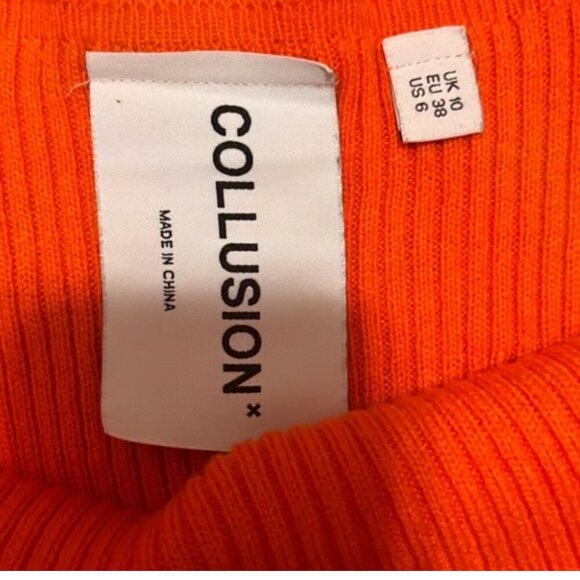 COLLUSION x
MADE IN CHINA
UK 10
EU 38
US 6